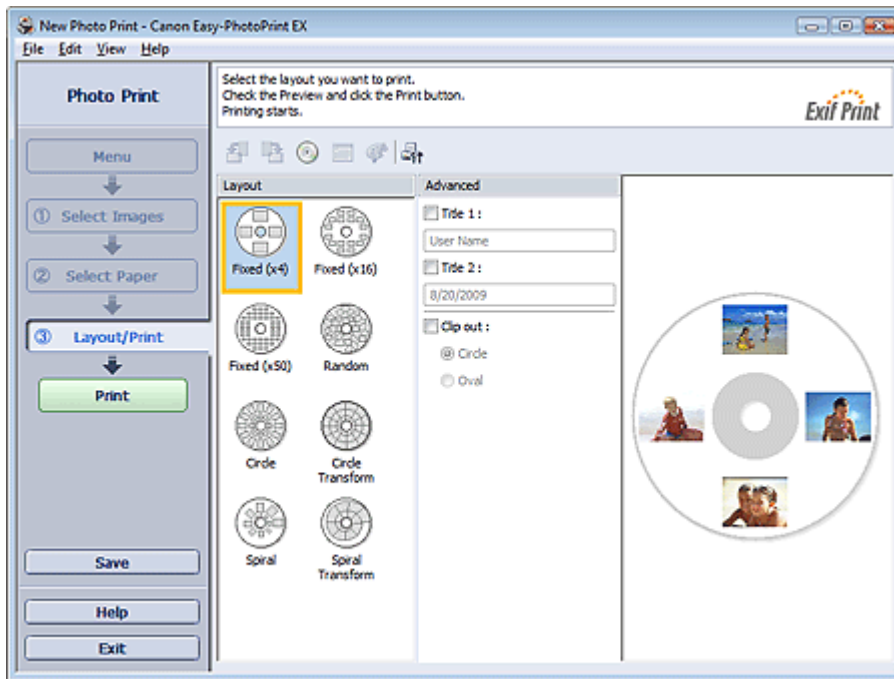 New Photo Print - Canon Easy-PhotoPrint EX
File Edit View Help
Photo Print
Select the layout you want to print.
Check the Preview and click the Print button.
Printing starts.
Exif Print
Menu
① Select Images
② Select Paper
③ Layout/Print
Print
Save
Help
Exit
Layout
Fixed (x4)
Fixed (x16)
Fixed (x50)
Random
Circle
Circle
Transform
Spiral
Spiral
Transform
Advanced
Title 1 :
User Name
Title 2 :
8/20/2009
Clip out :
Circle
Oval